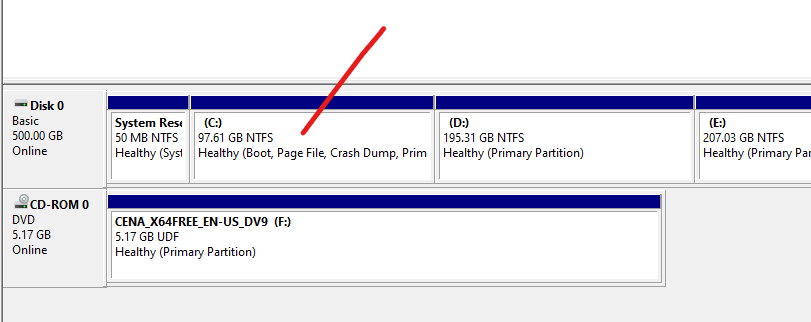 Disk 0
Basic
500.00 GB
Online
System Rese
50 MB NTFS
Healthy (Syst
(C:)
97.61 GB NTFS
Healthy (Boot, Page File, Crash Dump, Prim
(D:)
195.31 GB NTFS
Healthy (Primary Partition)
(E:)
207.03 GB NTFS
Healthy (Primary Par
CD-ROM 0
DVD
5.17 GB
Online
CENA_X64FREE_EN-US_DV9 (F:)
5.17 GB UDF
Healthy (Primary Partition)